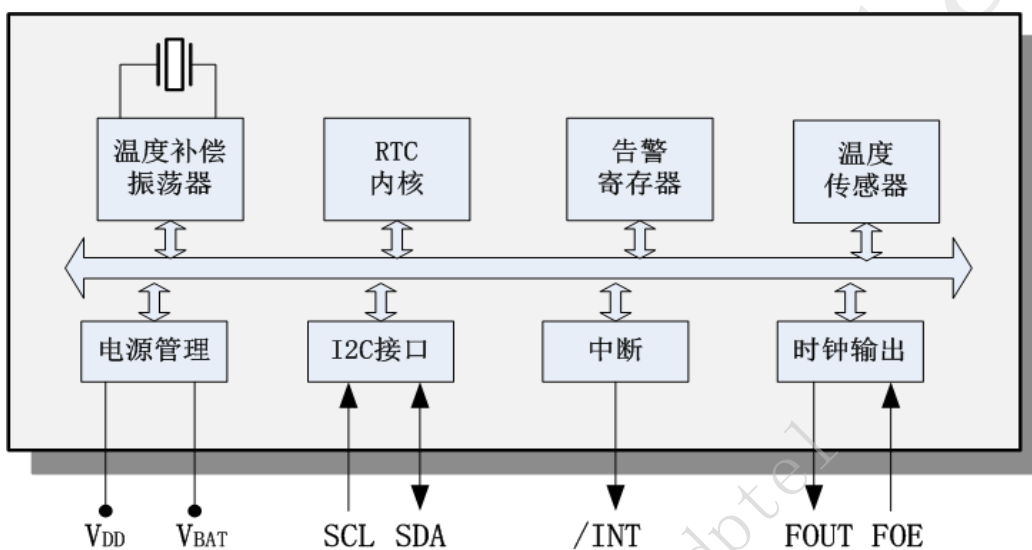 温度补偿
振荡器
RTC
内核
告警
寄存器
温度
传感器
电源管理
I2C接口
中断
时钟输出
VDD
VBAT
SCL
SDA
/INT
FOUT
FOE
dptel